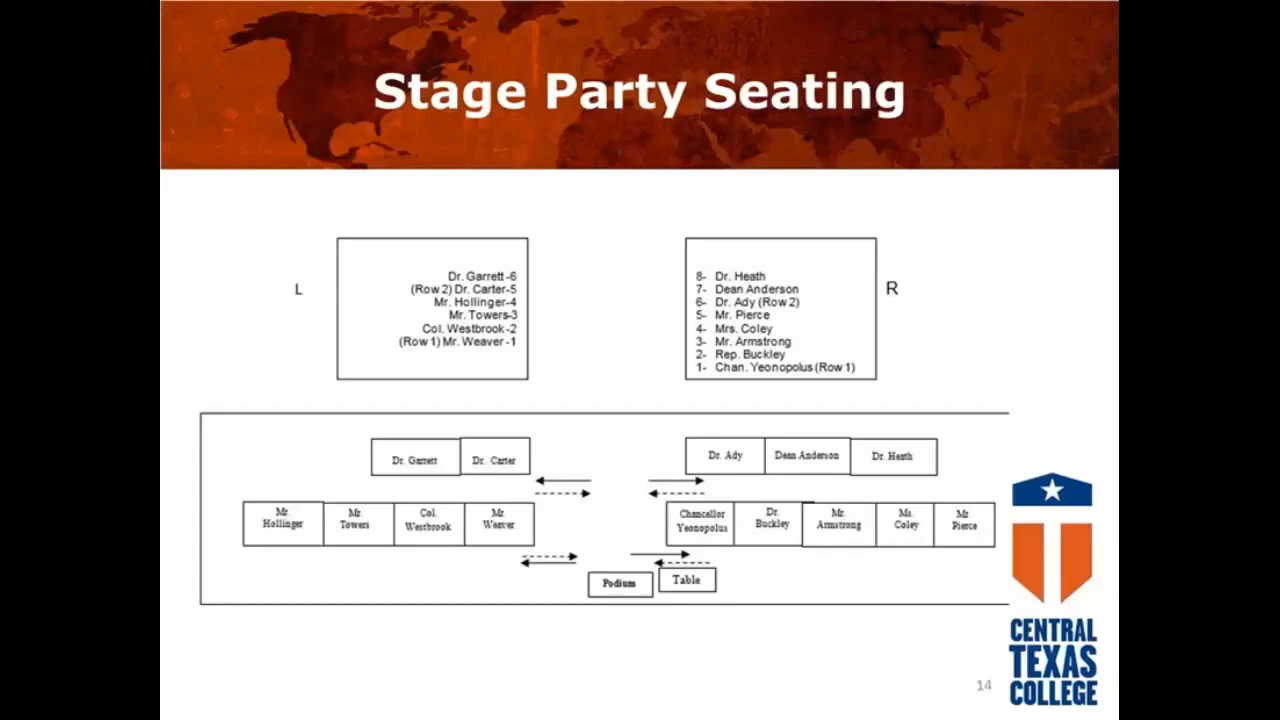 Stage Party Seating
L
Dr. Garrett-6
(Row 2) Dr. Carter-5
Mr. Hollinger-4
Mr. Towers-3
Col. Westbrook-2
(Row 1) Mr. Weaver-1
8- Dr. Heath
7- Dean Anderson
6- Dr. Ady (Row 2)
5- Mr. Pierce
4- Mrs. Coley
3- Mr. Armstrong
2- Rep. Buckley
1- Chan. Yeonopolus (Row 1)
R
Dr. Garrett
Dr. Carter
Dr. Ady
Dean Anderson
Dr. Heath
Mr.
Hollinger
Mr.
Towers
Col.
Westbrook
Mr.
Weaver
Chancellor
Yeonopolus
Dr.
Buckley
Mr.
Armstrong
Ms.
Coley
Mr.
Pierce
Podium
Table
CENTRAL
TEXAS
COLLEGE
14